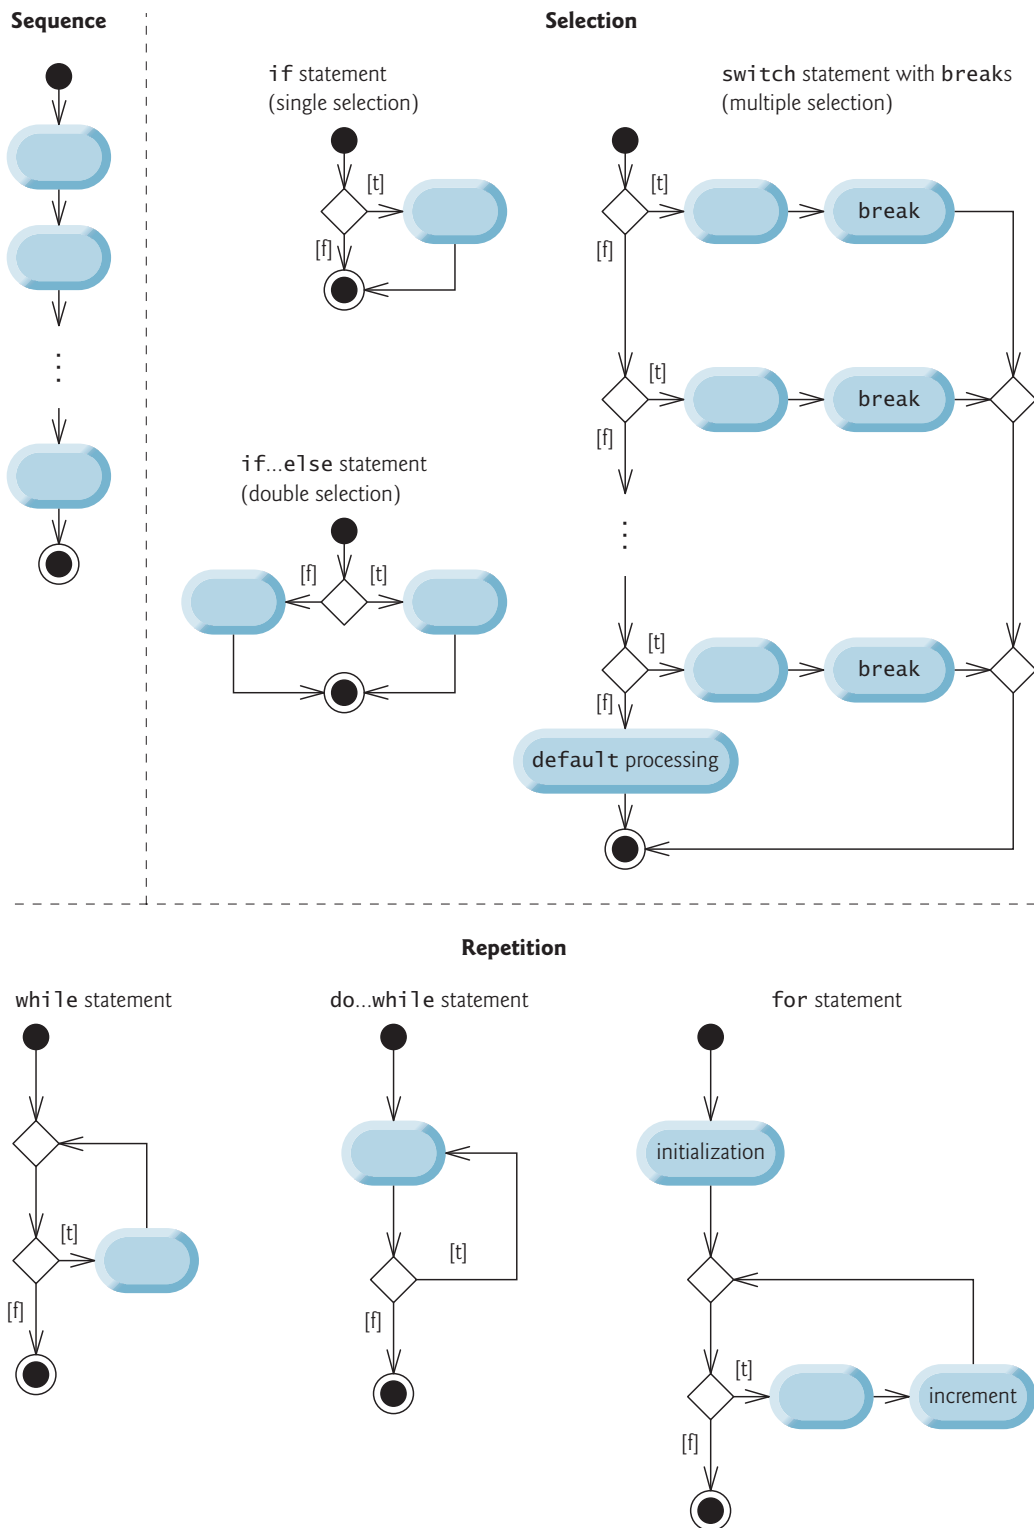 Sequence
Selection
if statement
(single selection)
[t]
[f]
if...else statement
(double selection)
[f]
[t]
switch statement with breaks
(multiple selection)
[t]
break
[f]
[t]
break
[f]
[t]
break
[f]
default processing
Repetition
while statement
[t]
[f]
do...while statement
[t]
[f]
for statement
initialization
[t]
increment
[f]